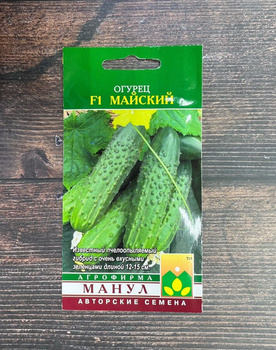 ОГУРЕЦ
F1 МАЙСКИЙ
Известный пчелоопыляемый
гибрид с очень вкусными
зеленцами длиной 12-15 см
АГРОФИРМА
МАНУЛ
АВТОРСКИЕ СЕМЕНА